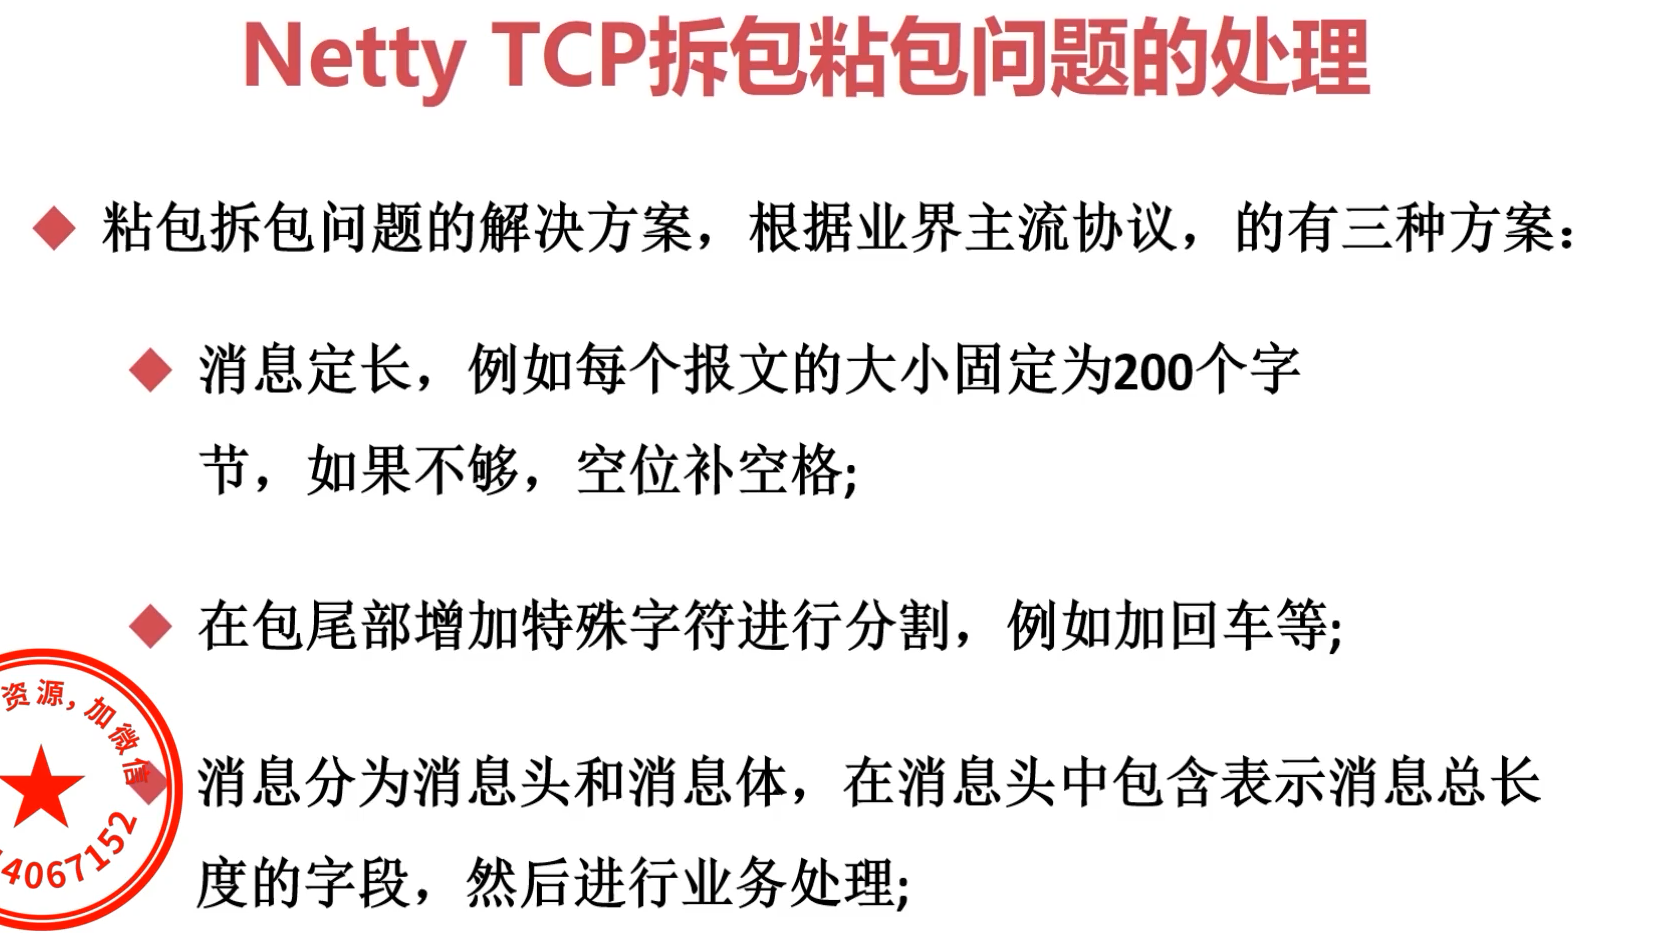 Netty TCP拆包粘包问题的处理
粘包拆包问题的解决方案，根据业界主流协议，的有三种方案：
消息定长，例如每个报文的大小固定为200个字
节，如果不够，空位补空格;
在包尾部增加特殊字符进行分割，例如加回车等;
资源，加微信
消息分为消息头和消息体，在消息头中包含表示消息总长
度的字段，然后进行业务处理;
4067152